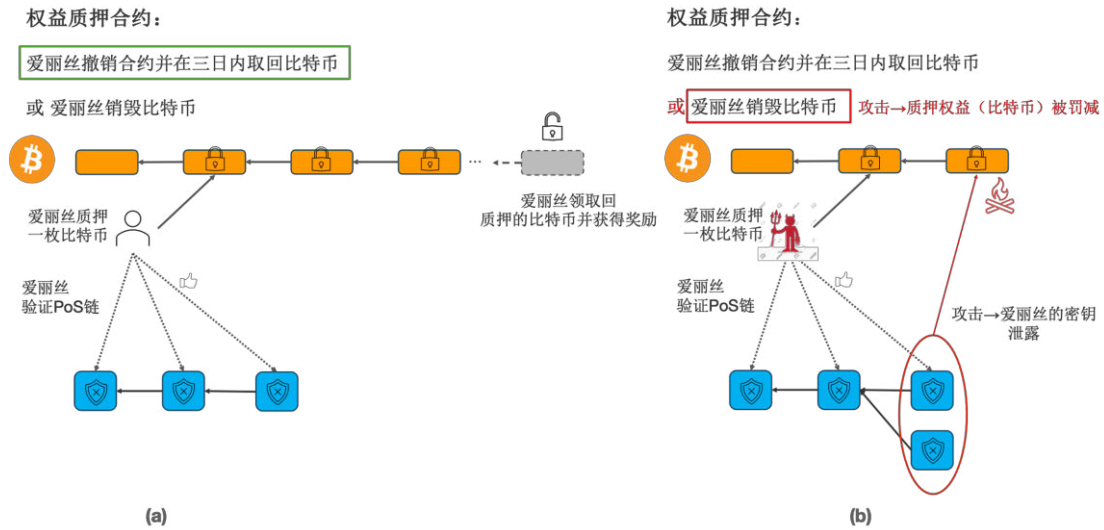 权益质押合约：
爱丽丝撤销合约并在三日内取回比特币
或 爱丽丝销毁比特币
爱丽丝领取回
质押的比特币并获得奖励
爱丽丝质押
一枚比特币
爱丽丝
验证PoS链
(a)
权益质押合约：
爱丽丝撤销合约并在三日内取回比特币
或 爱丽丝销毁比特币 攻击→质押权益（比特币）被罚减
爱丽丝质押
一枚比特币
爱丽丝
验证PoS链
攻击→爱丽丝的密钥
泄露
(b)